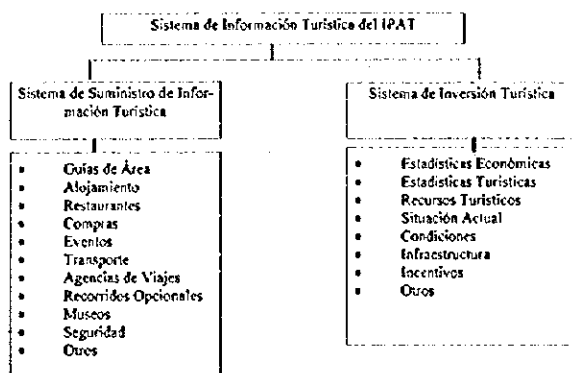 Sistema de Información Turística del IPAT
Sistema de Suministro de Infor-
mación Turística
• Guías de Área
• Alojamiento
• Restaurantes
• Compras
• Eventos
• Transporte
• Agencias de Viajes
• Recorridos Opcionales
• Museos
• Seguridad
• Otros
Sistema de Inversión Turística
• Estadísticas Económicas
• Estadísticas Turísticas
• Recursos Turísticos
• Situación Actual
• Condiciones
• Infraestructura
• Incentivos
• Otros